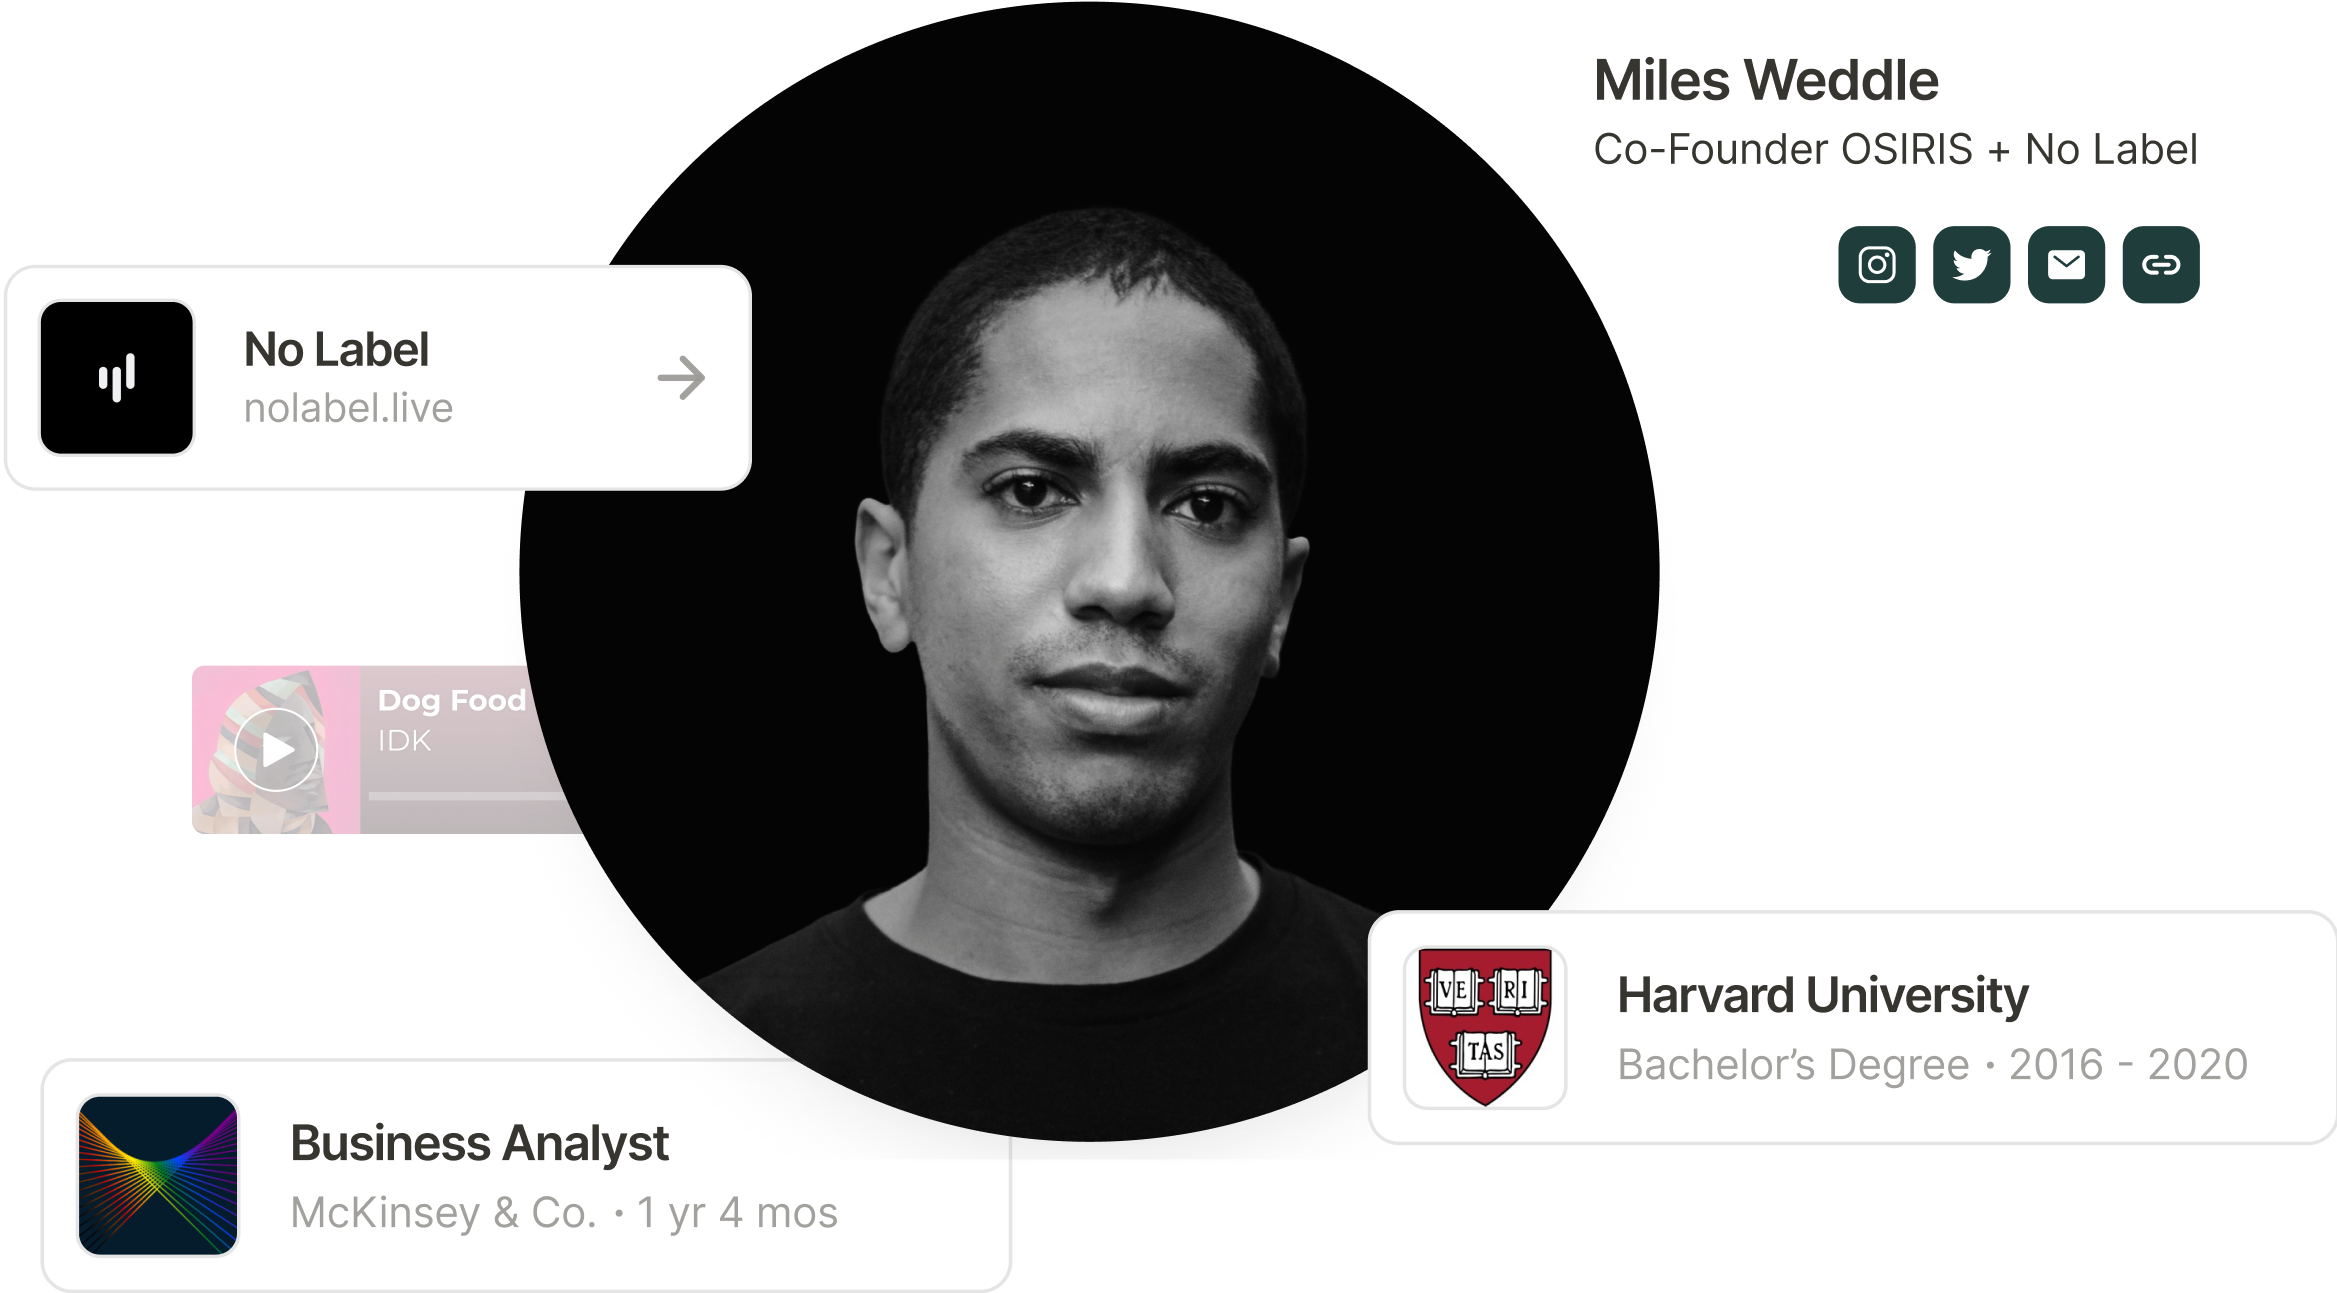 Miles Weddle
Co-Founder OSIRIS + No Label
No Label
nolabel.live
Dog Food
IDK
Harvard University
Bachelor’s Degree • 2016 - 2020
VE RI
TAS
Business Analyst
McKinsey & Co. • 1 yr 4 mos